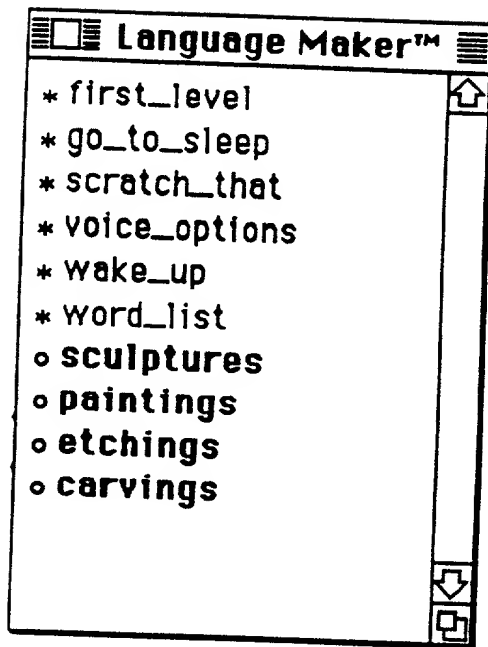 Language Maker™
* first_level
* go_to_sleep
* scratch_that
* voice_options
* wake_up
* word_list
o sculptures
o paintings
o etchings
o carvings